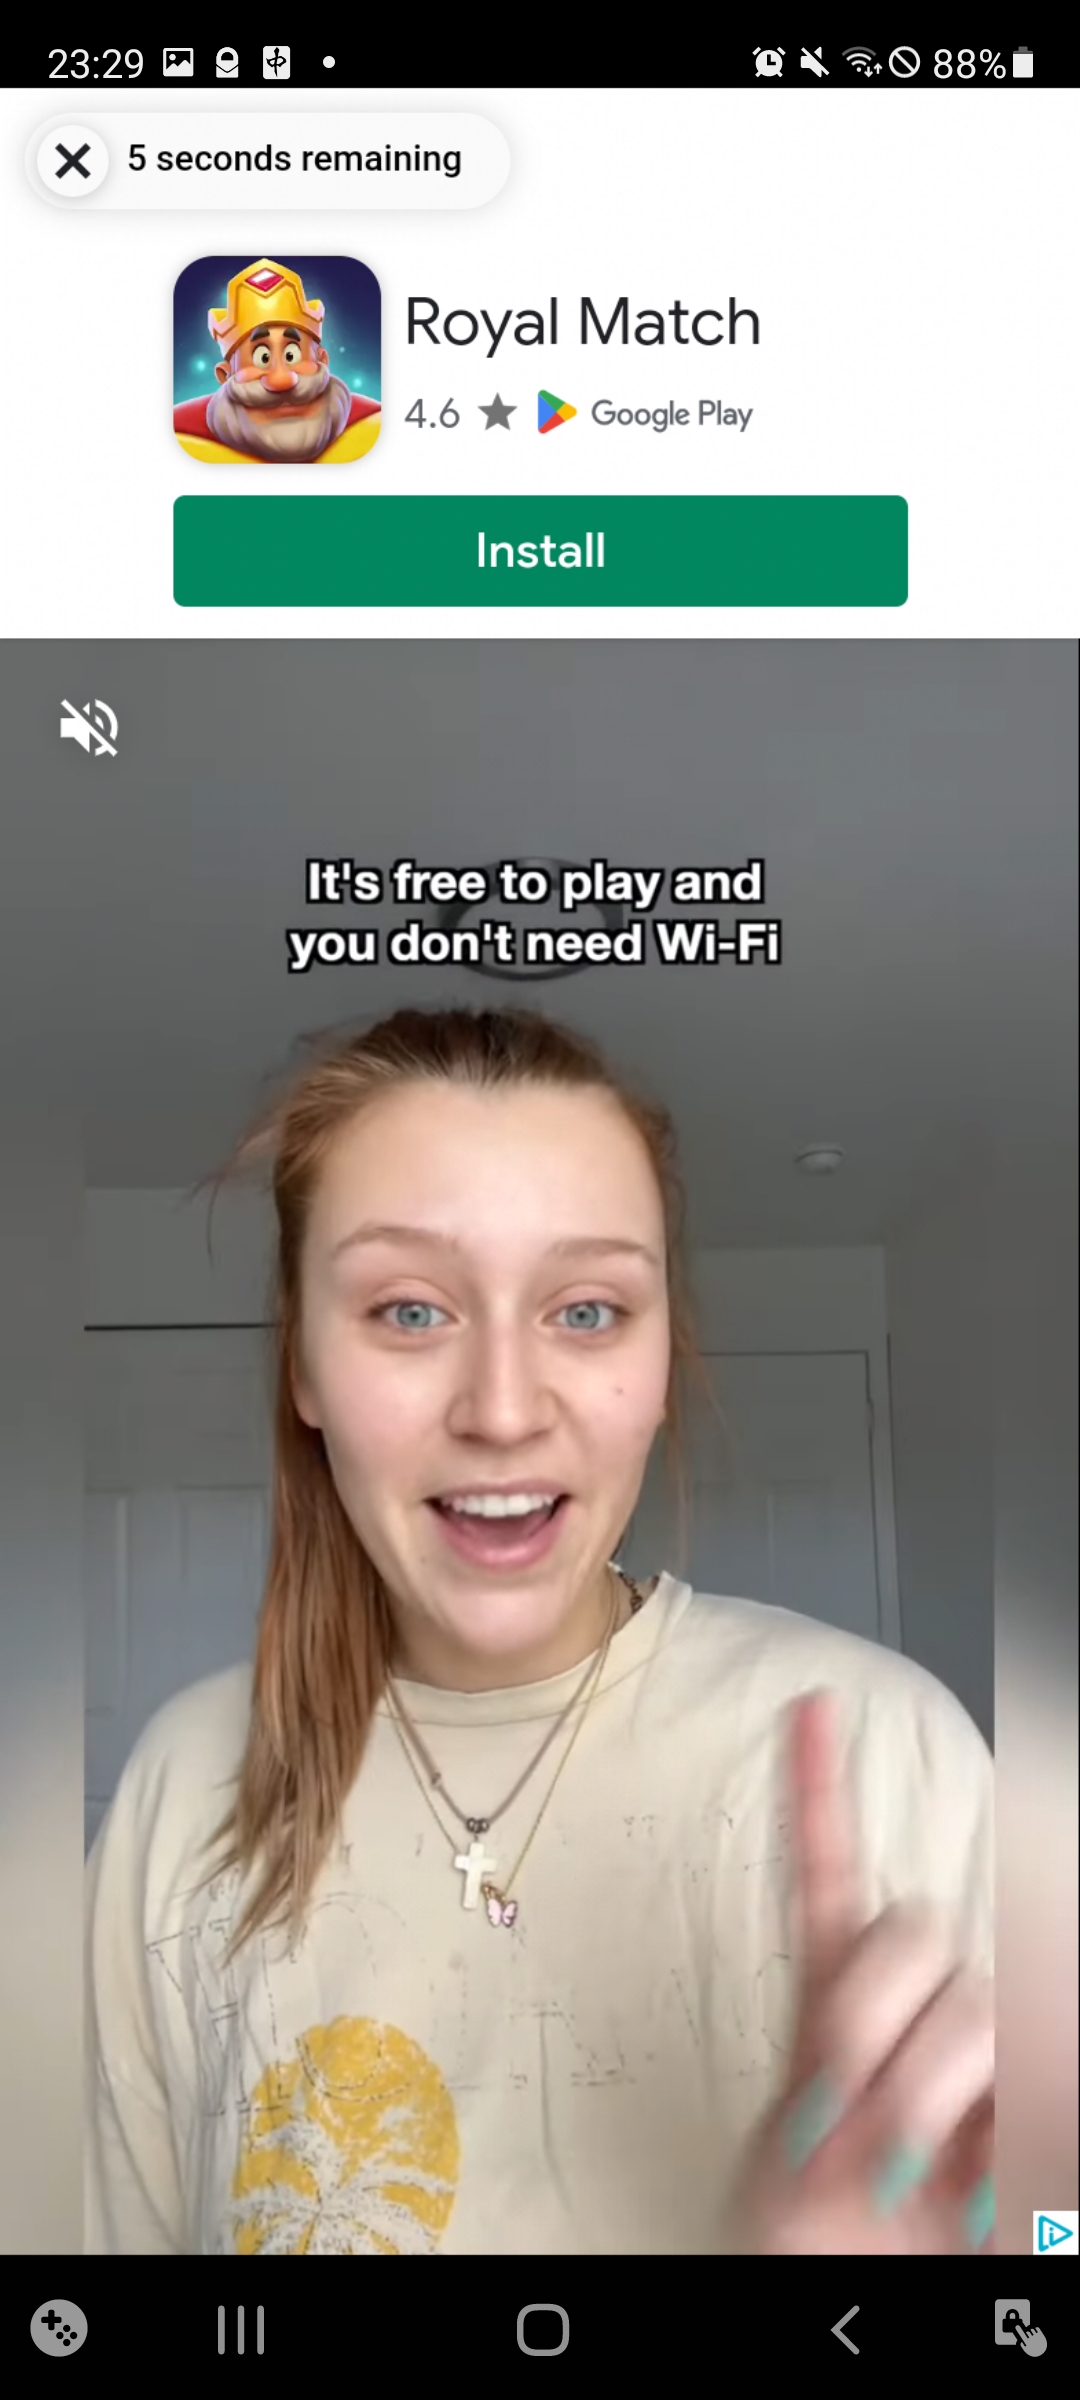 23:29
88%
5 seconds remaining
Royal Match
4.6 ★ Google Play
Install
It's free to play and
you don't need Wi-Fi